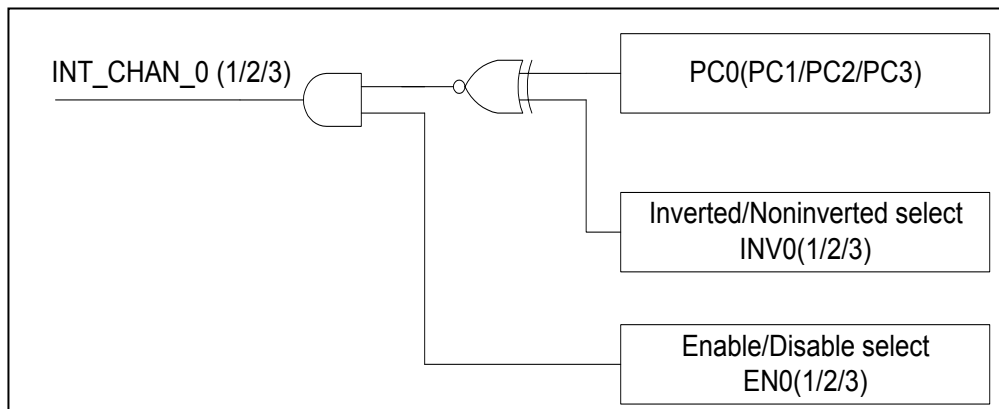 INT_CHAN_0 (1/2/3)
PC0(PC1/PC2/PC3)
Inverted/Noninverted select
INV0(1/2/3)
Enable/Disable select
EN0(1/2/3)